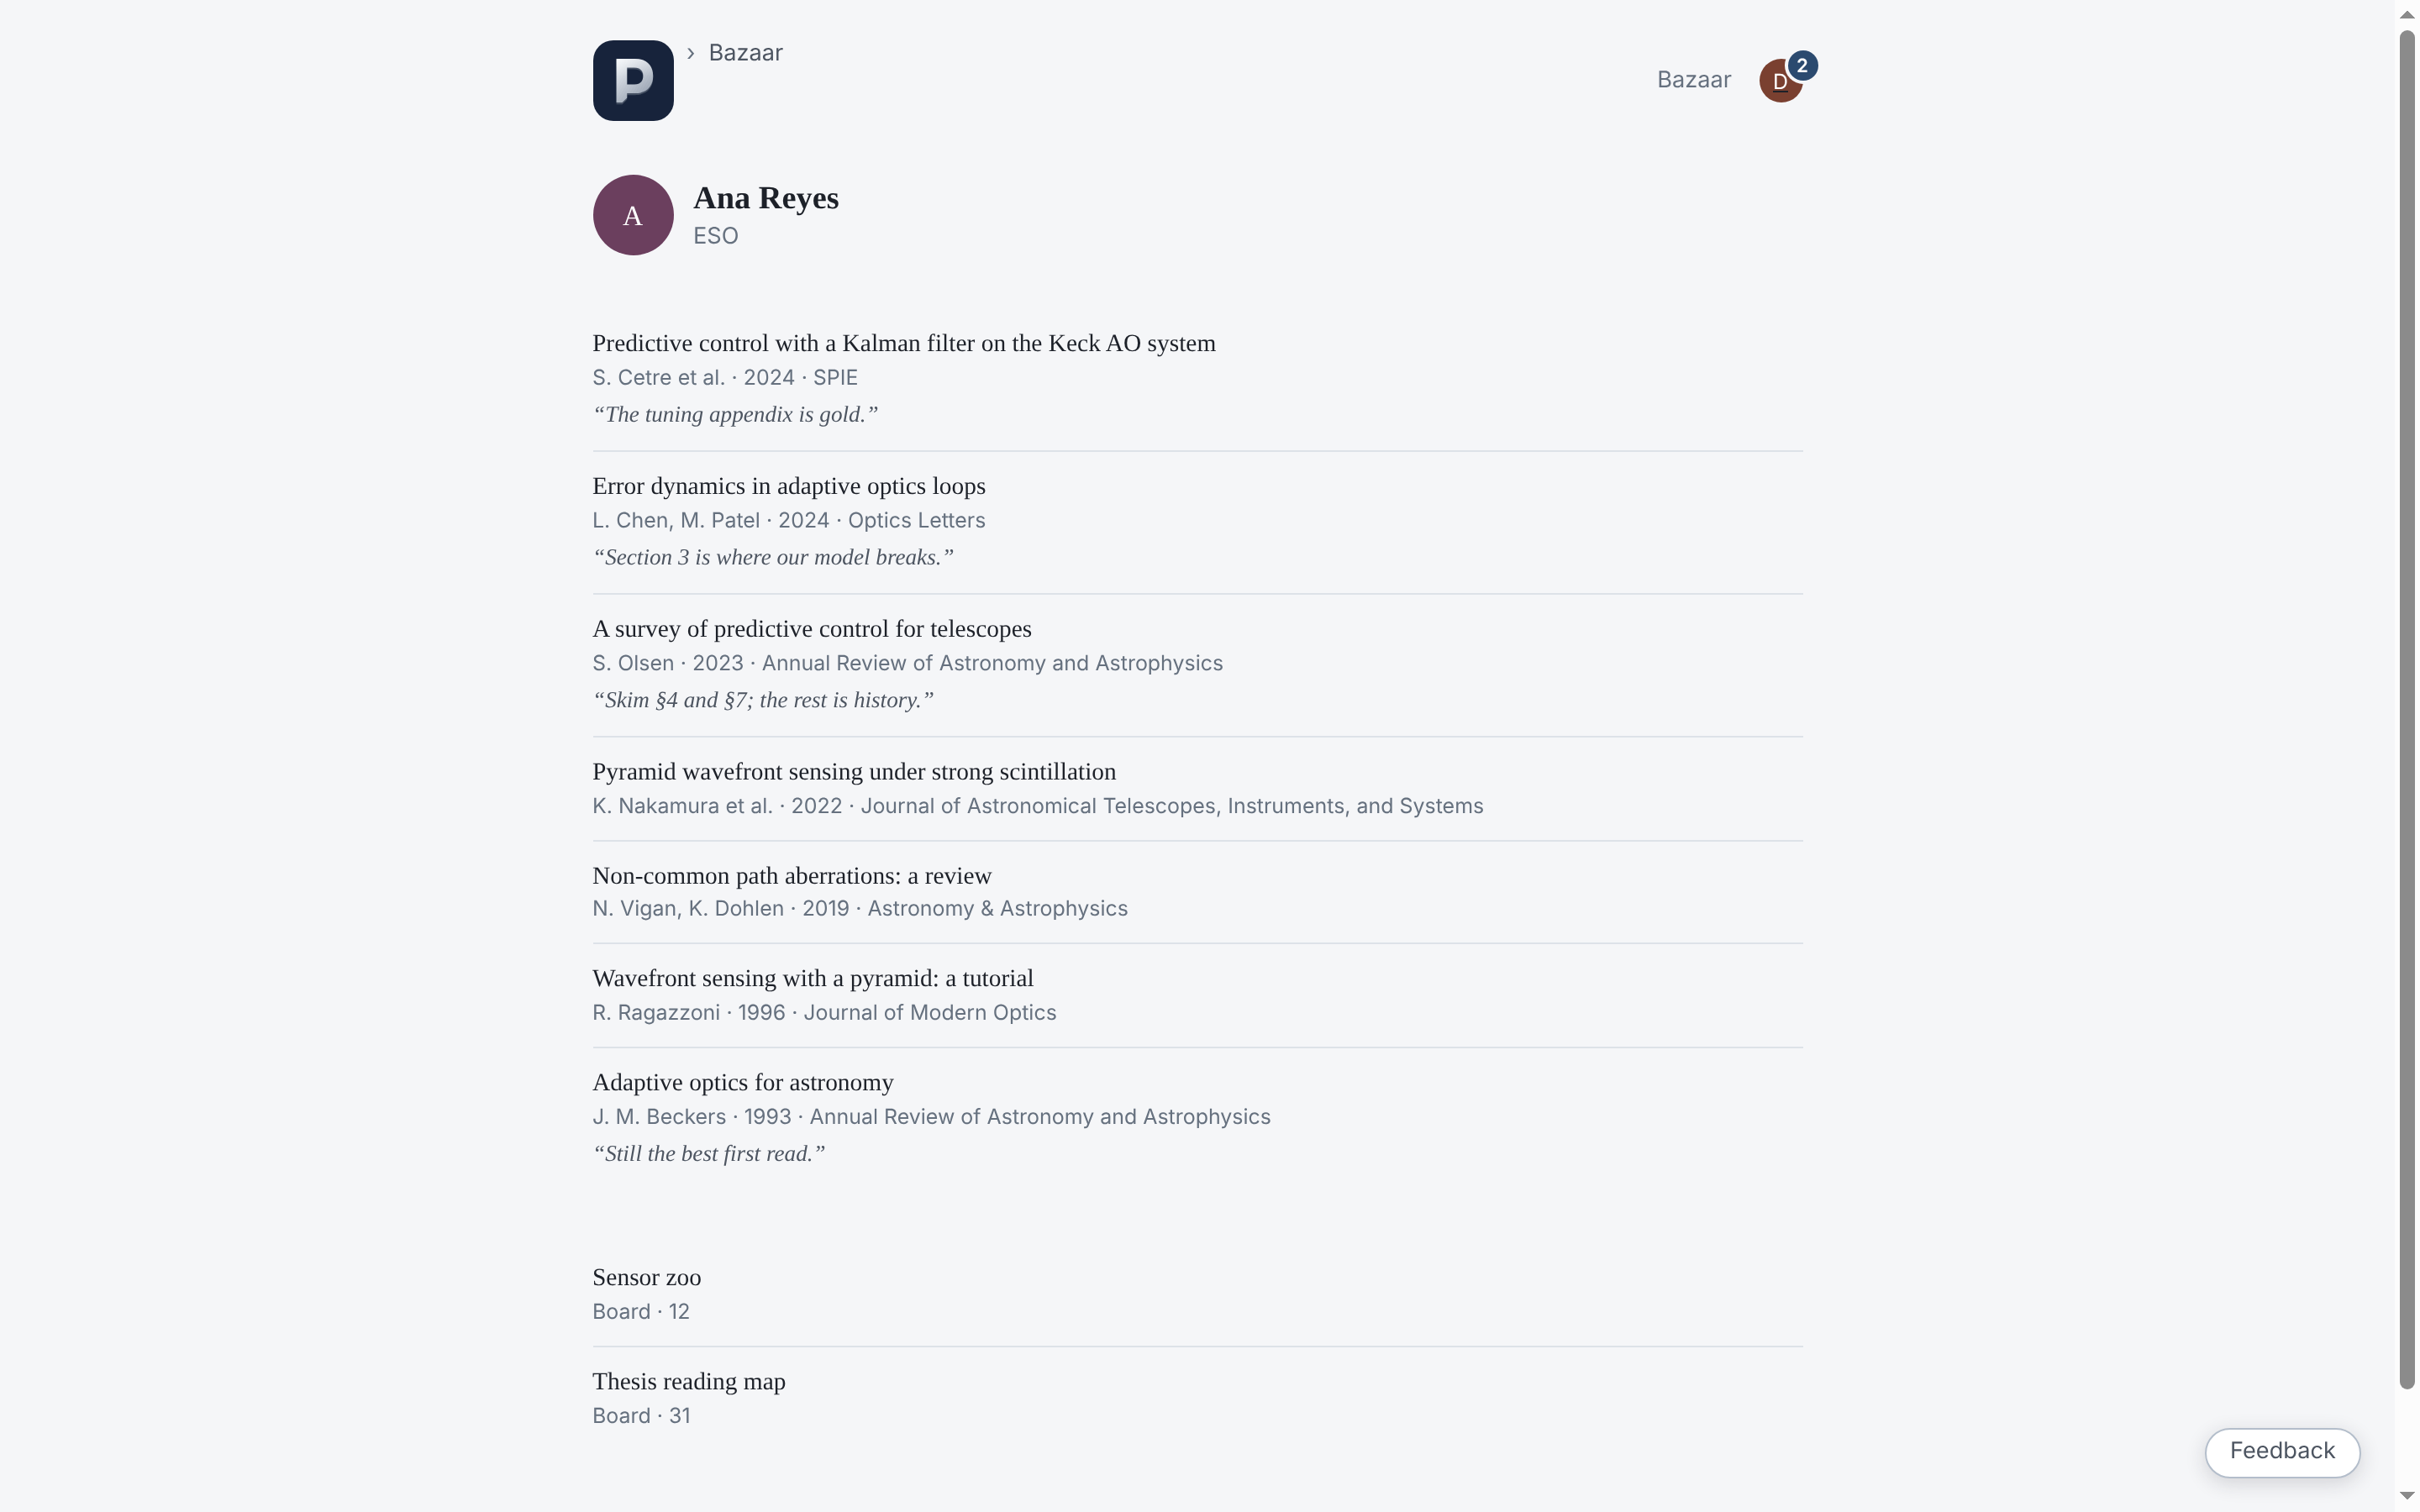 P › Bazaar
Bazaar D 2
A
Ana Reyes
ESO
Predictive control with a Kalman filter on the Keck AO system
S. Cetre et al. · 2024 · SPIE
“The tuning appendix is gold.”
Error dynamics in adaptive optics loops
L. Chen, M. Patel · 2024 · Optics Letters
“Section 3 is where our model breaks.”
A survey of predictive control for telescopes
S. Olsen · 2023 · Annual Review of Astronomy and Astrophysics
“Skim §4 and §7; the rest is history.”
Pyramid wavefront sensing under strong scintillation
K. Nakamura et al. · 2022 · Journal of Astronomical Telescopes, Instruments, and Systems
Non-common path aberrations: a review
N. Vigan, K. Dohlen · 2019 · Astronomy & Astrophysics
Wavefront sensing with a pyramid: a tutorial
R. Ragazzoni · 1996 · Journal of Modern Optics
Adaptive optics for astronomy
J. M. Beckers · 1993 · Annual Review of Astronomy and Astrophysics
“Still the best first read.”
Sensor zoo
Board · 12
Thesis reading map
Board · 31
Feedback